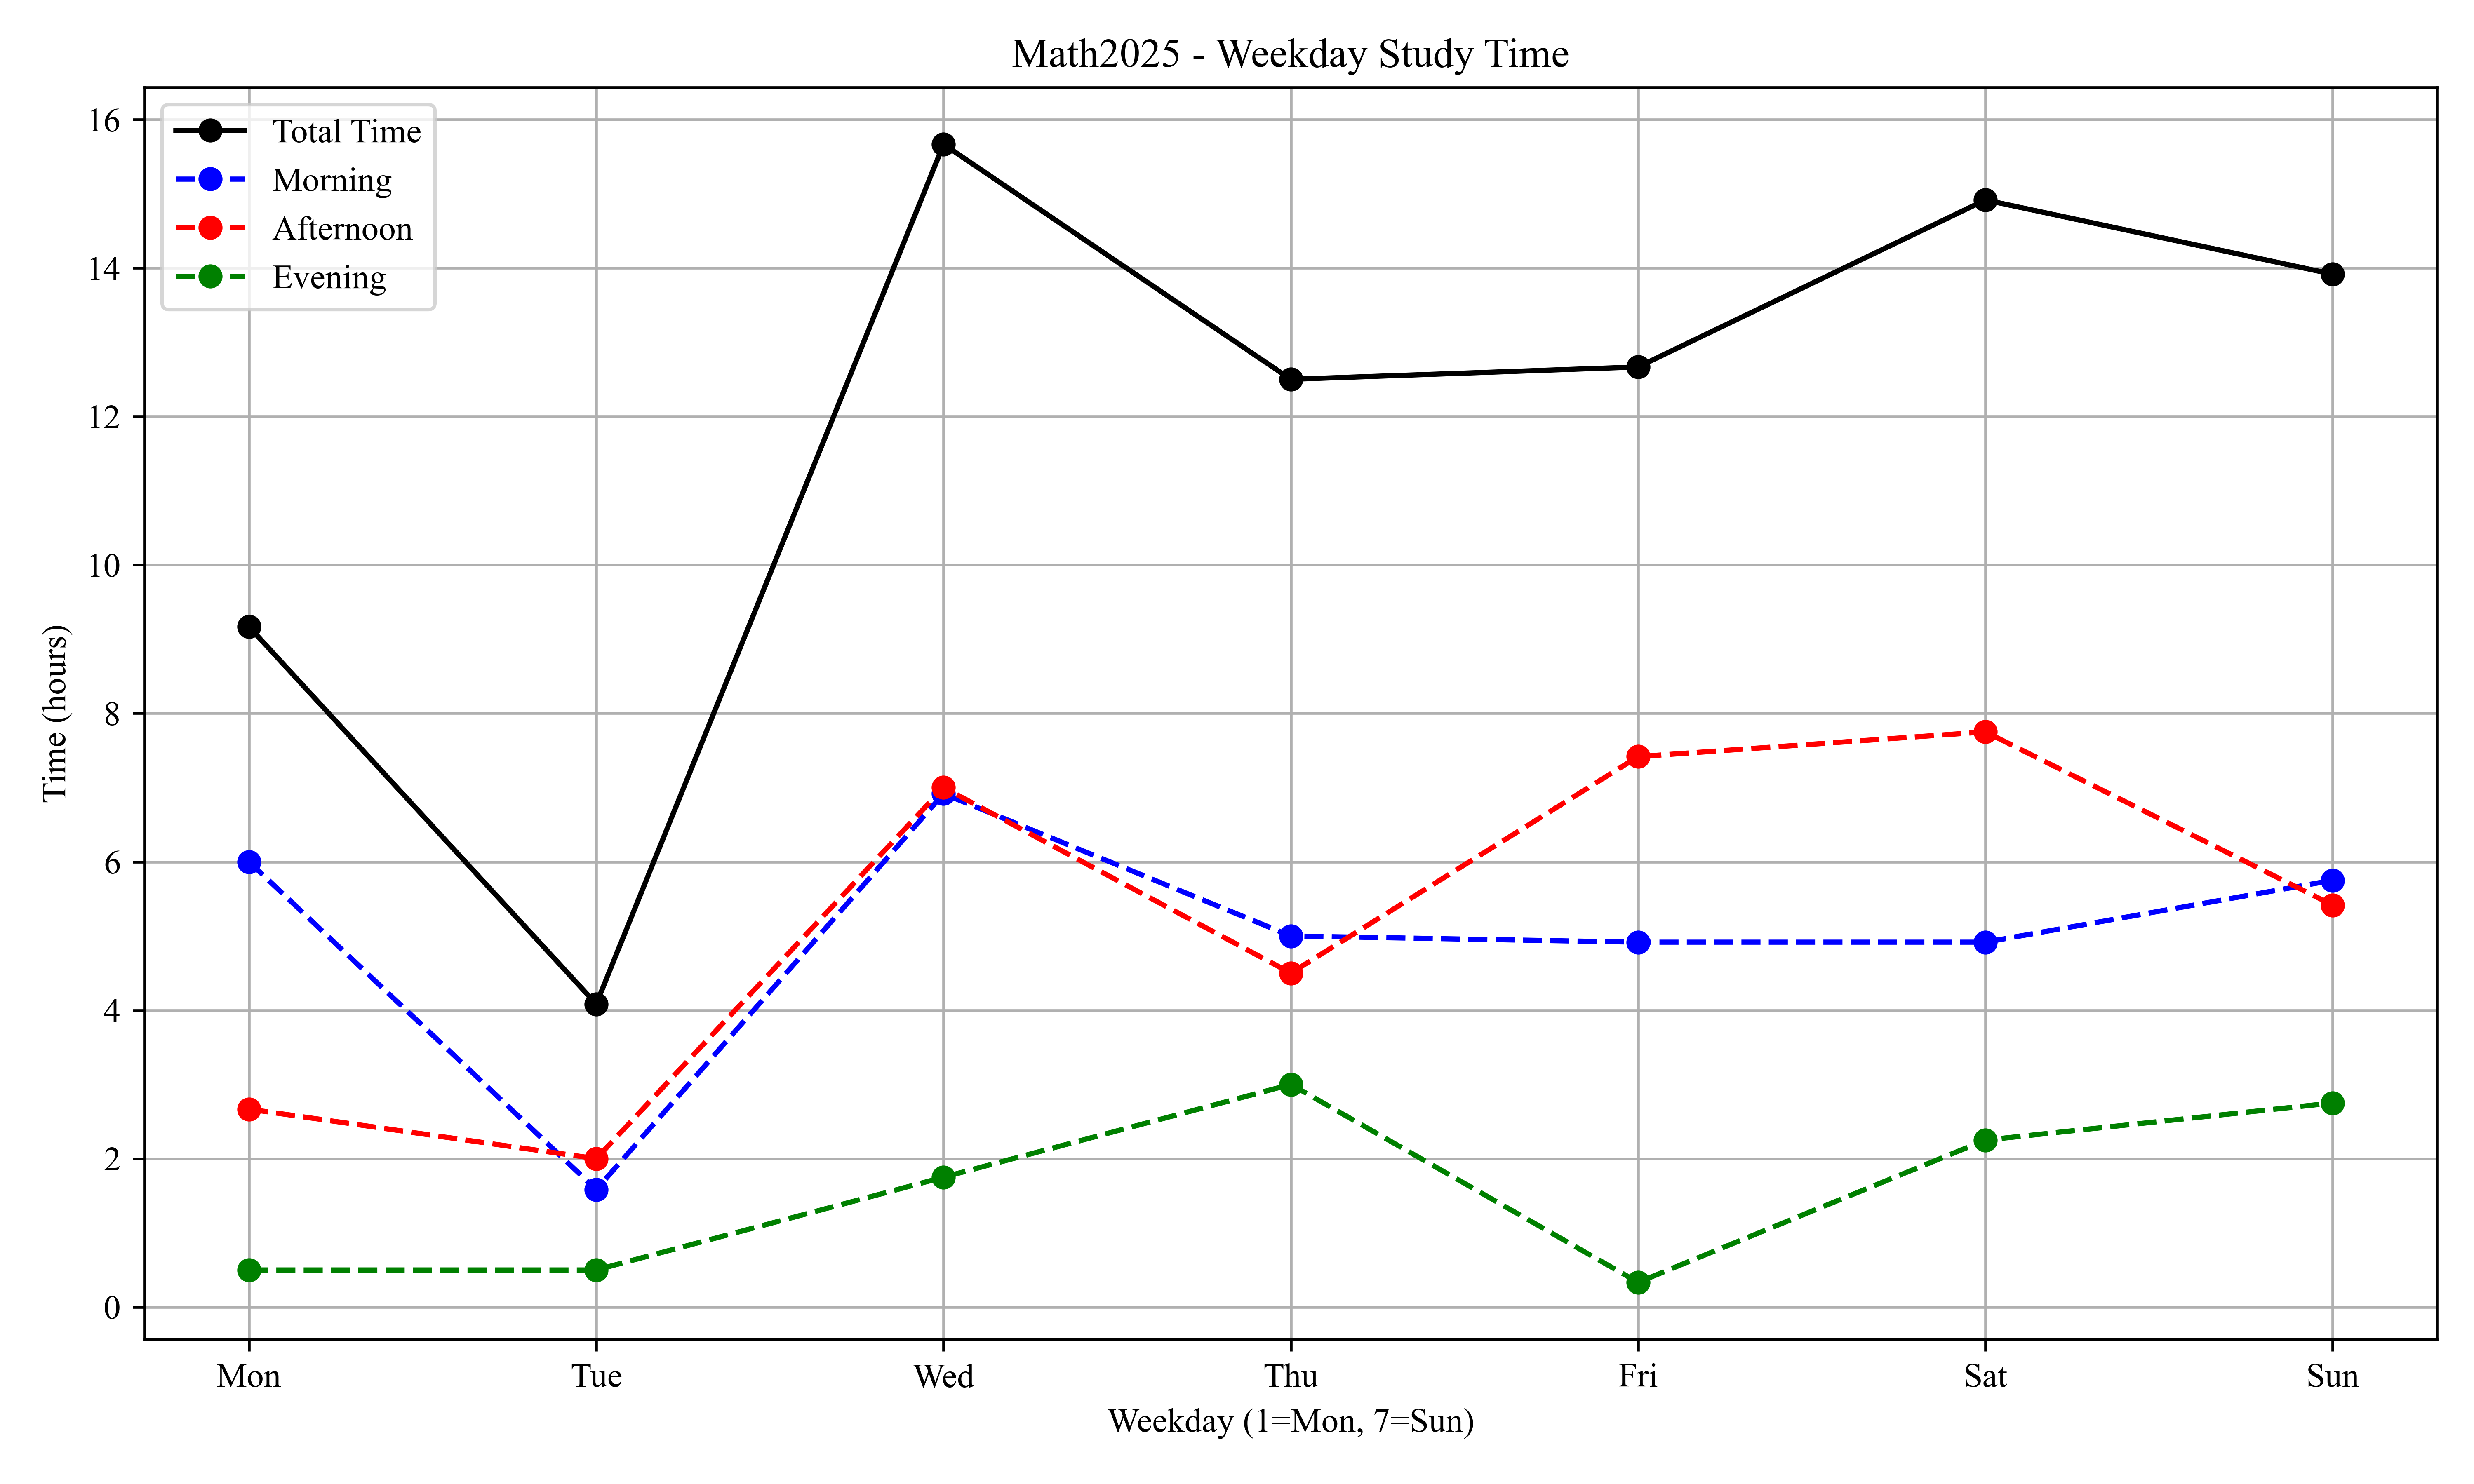 Math2025 - Weekday Study Time
Total Time
Morning
Afternoon
Evening
16
14
12
10
8
6
4
2
0
Time (hours)
Mon Tue Wed Thu Fri Sat Sun
Weekday (1=Mon, 7=Sun)